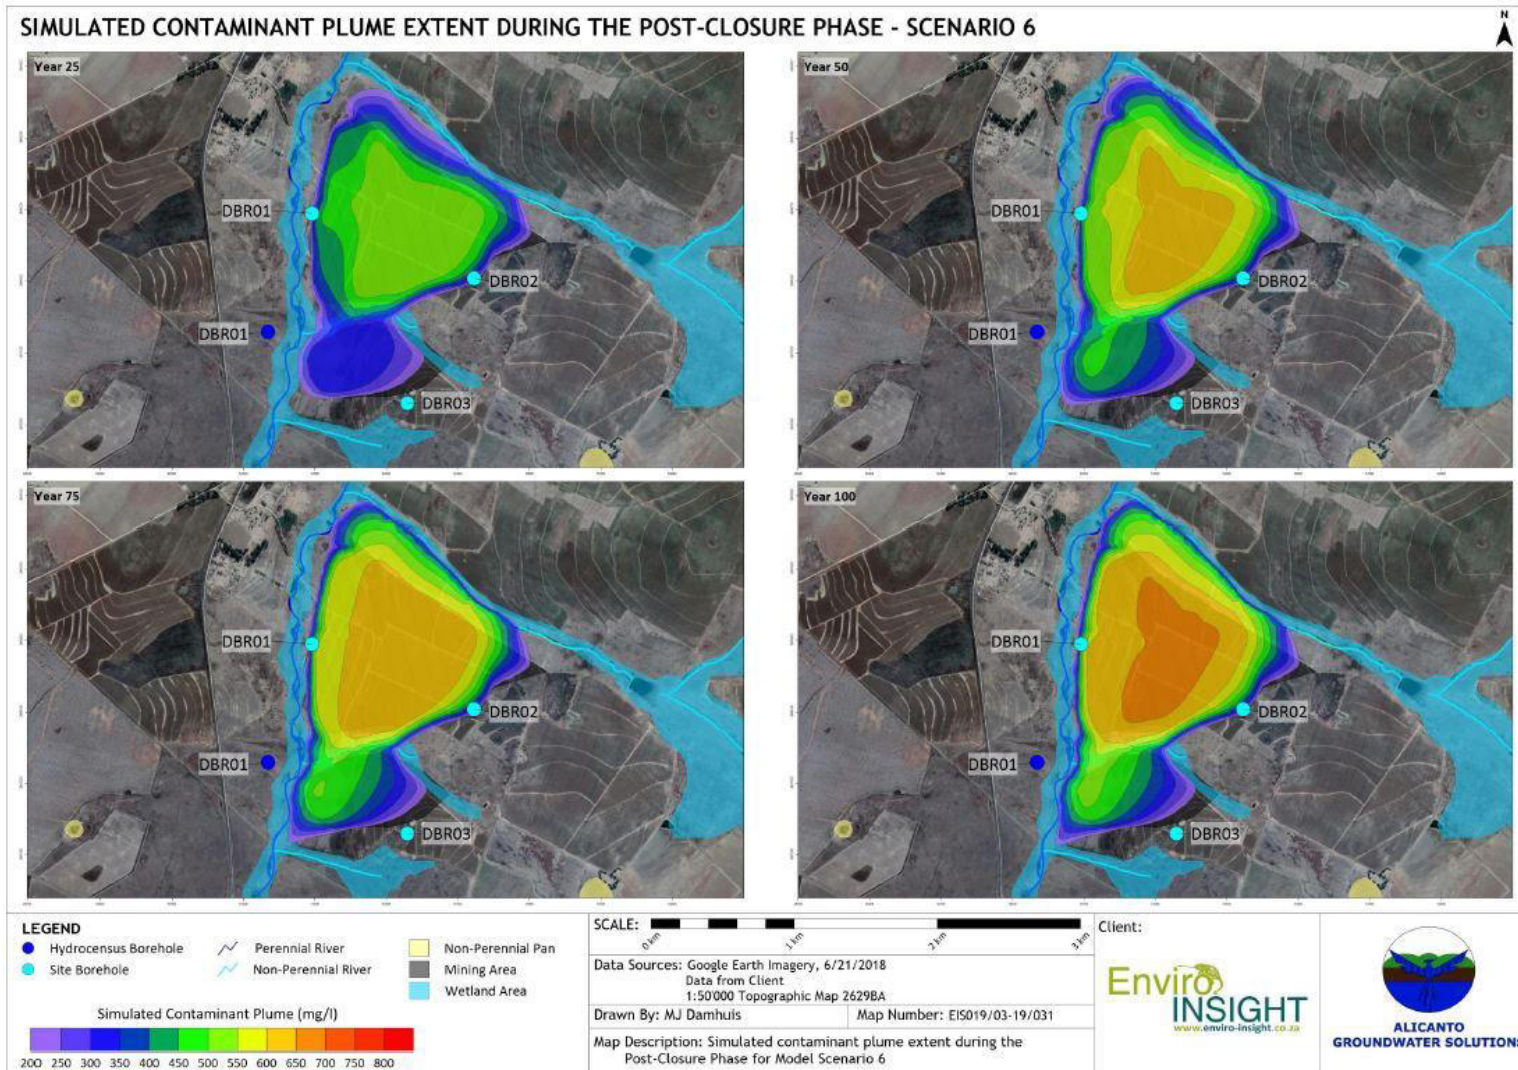 SIMULATED CONTAMINANT PLUME EXTENT DURING THE POST-CLOSURE PHASE - SCENARIO 6
N
Year 25
DBR01
DBR02
DBR01
DBR03
Year 50
DBR01
DBR02
DBR01
DBR03
Year 75
DBR01
DBR02
DBR01
DBR03
Year 100
DBR01
DBR02
DBR01
DBR03
LEGEND
Hydrocensus Borehole
Site Borehole
Perennial River
Non-Perennial River
Non-Perennial Pan
Mining Area
Wetland Area
Simulated Contaminant Plume (mg/l)
200 250 300 350 400 450 500 550 600 650 700 750 800
SCALE:
0 km 1 km 2 km 3 km
Data Sources: Google Earth Imagery, 6/21/2018
Data from Client
1:50'000 Topographic Map 2629BA
Drawn By: MJ Damhuis
Map Number: EIS019/03-19/031
Map Description: Simulated contaminant plume extent during the
Post-Closure Phase for Model Scenario 6
Client:
Enviro
INSIGHT
www.enviro-insight.co.za
ALICANTO
GROUNDWATER SOLUTIONS